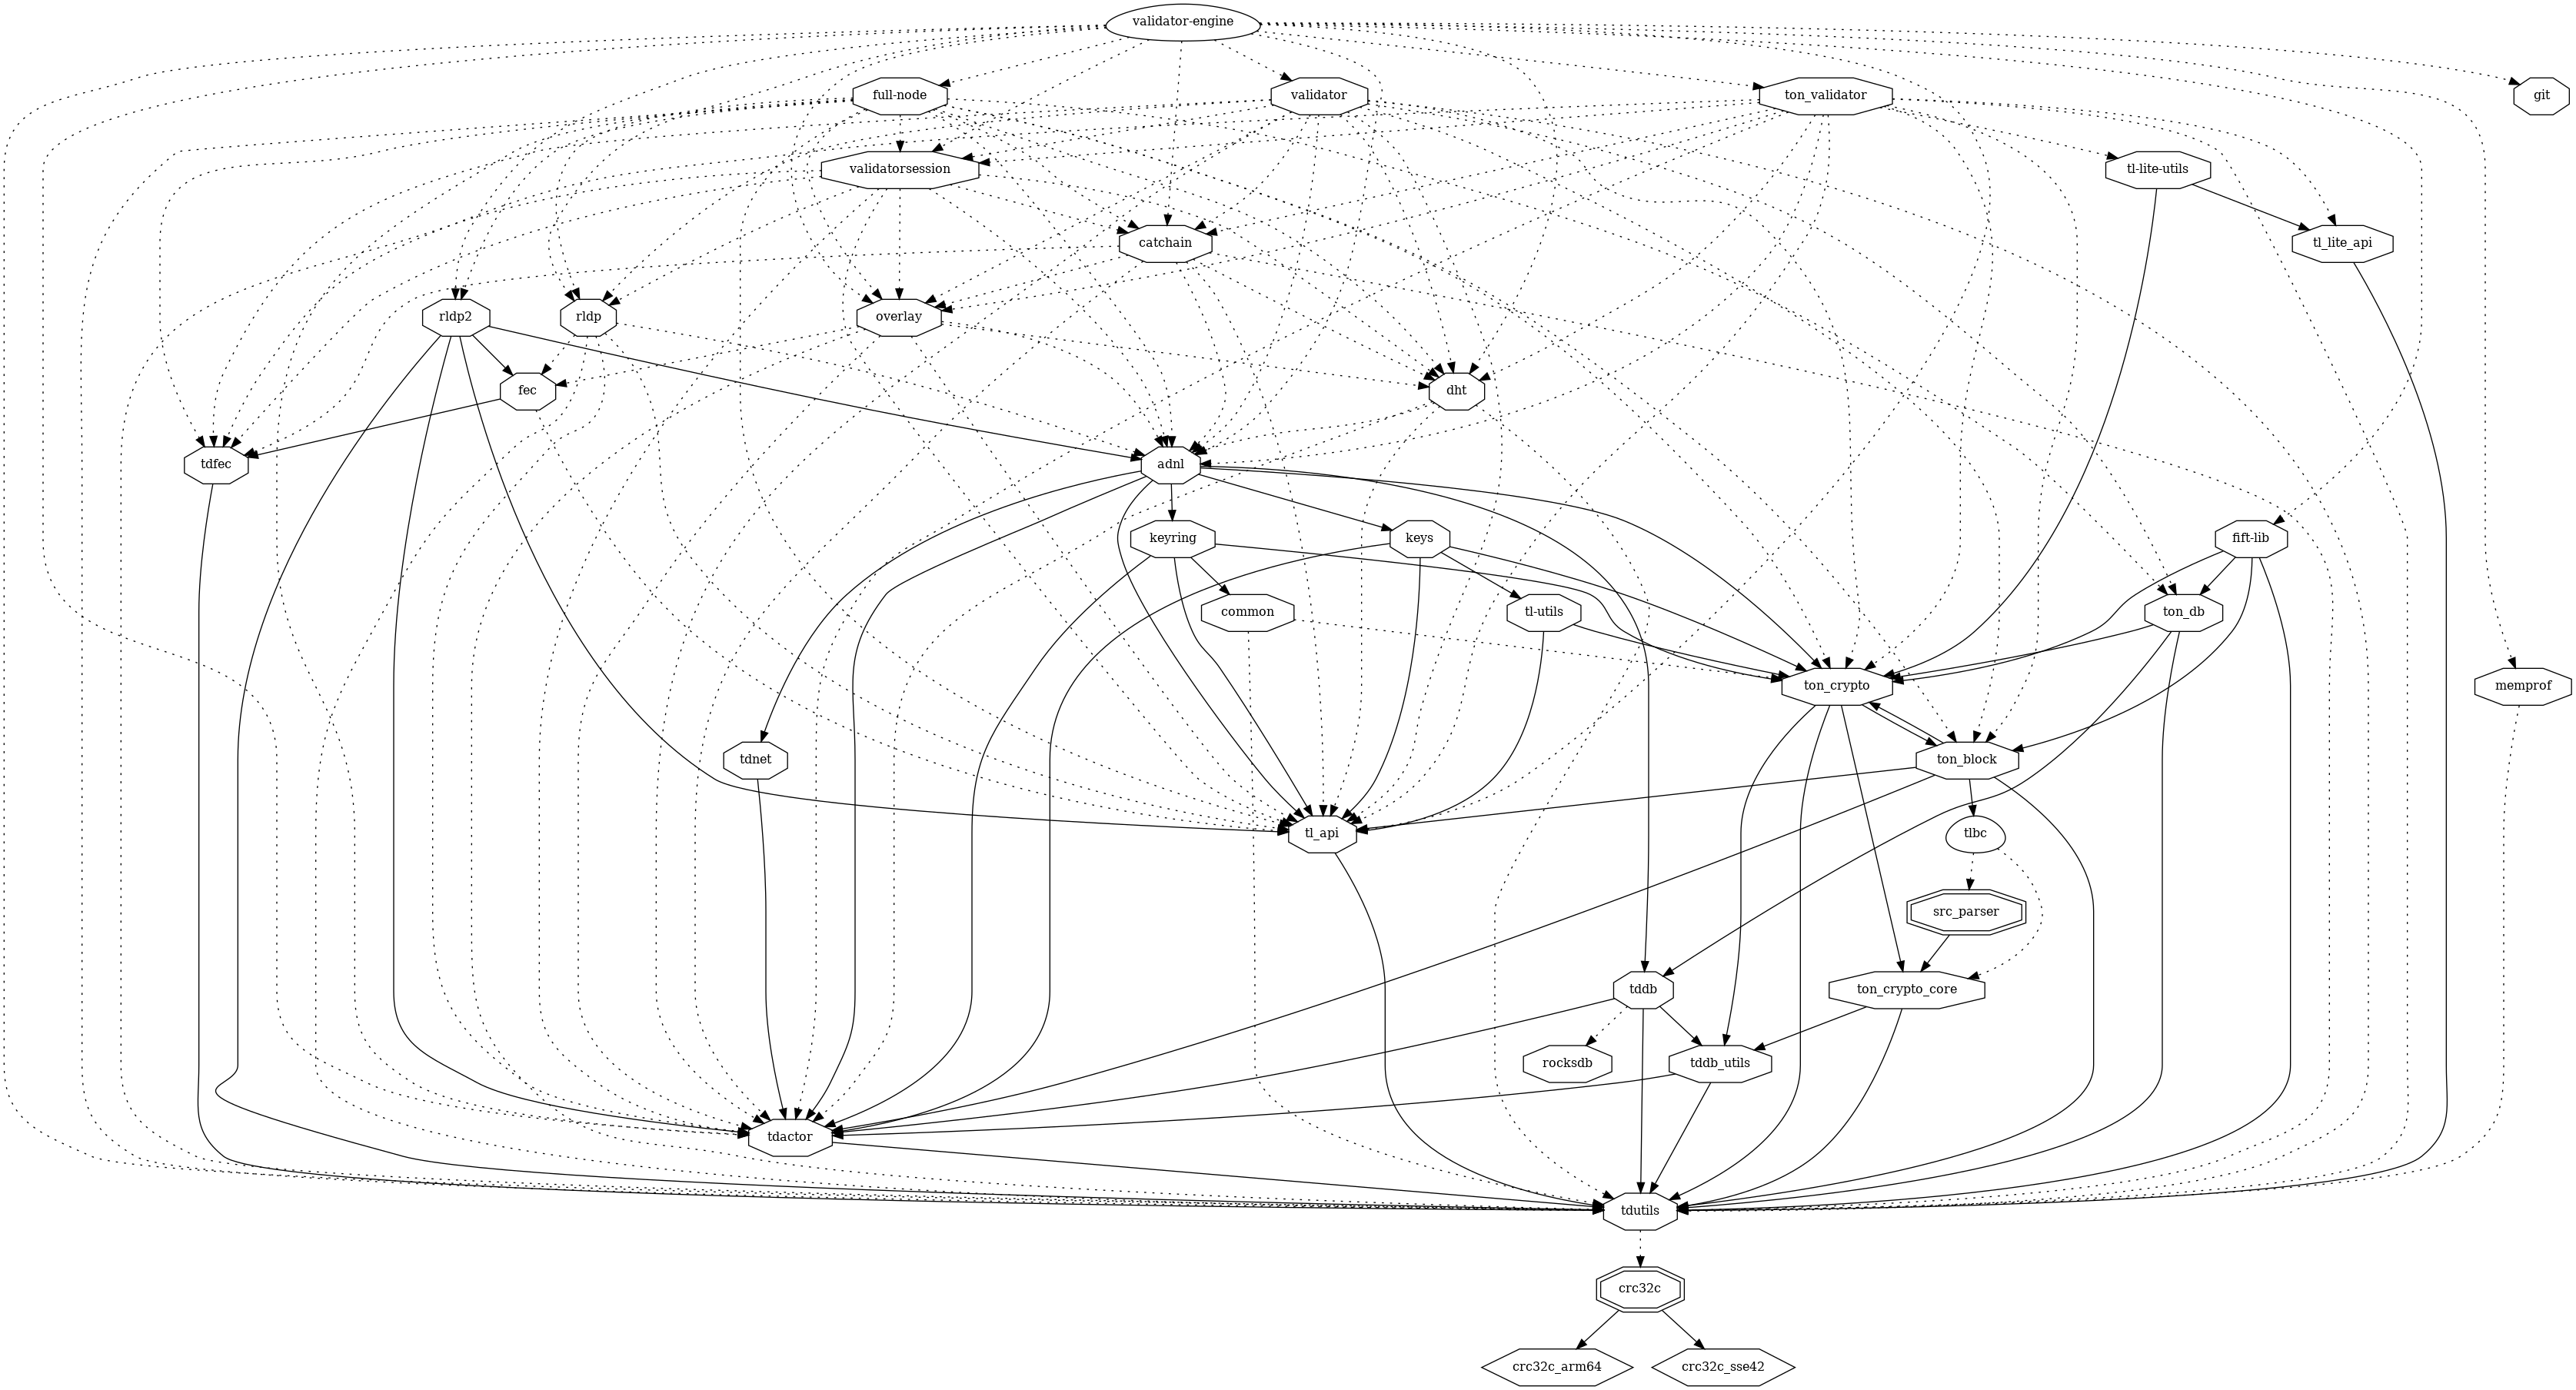 validator-engine
full-node
validator
ton_validator
git
validatorsession
tl-lite-utils
catchain
tl_lite_api
rldp2
rldp
overlay
fec
dht
tdfec
adnl
keyring
keys
fift-lib
common
tl-utils
ton_db
ton_crypto
memprof
tdnet
ton_block
tl_api
tlbc
src_parser
tddb
ton_crypto_core
rocksdb
tddb_utils
tdactor
tdutils
crc32c
crc32c_arm64
crc32c_sse42